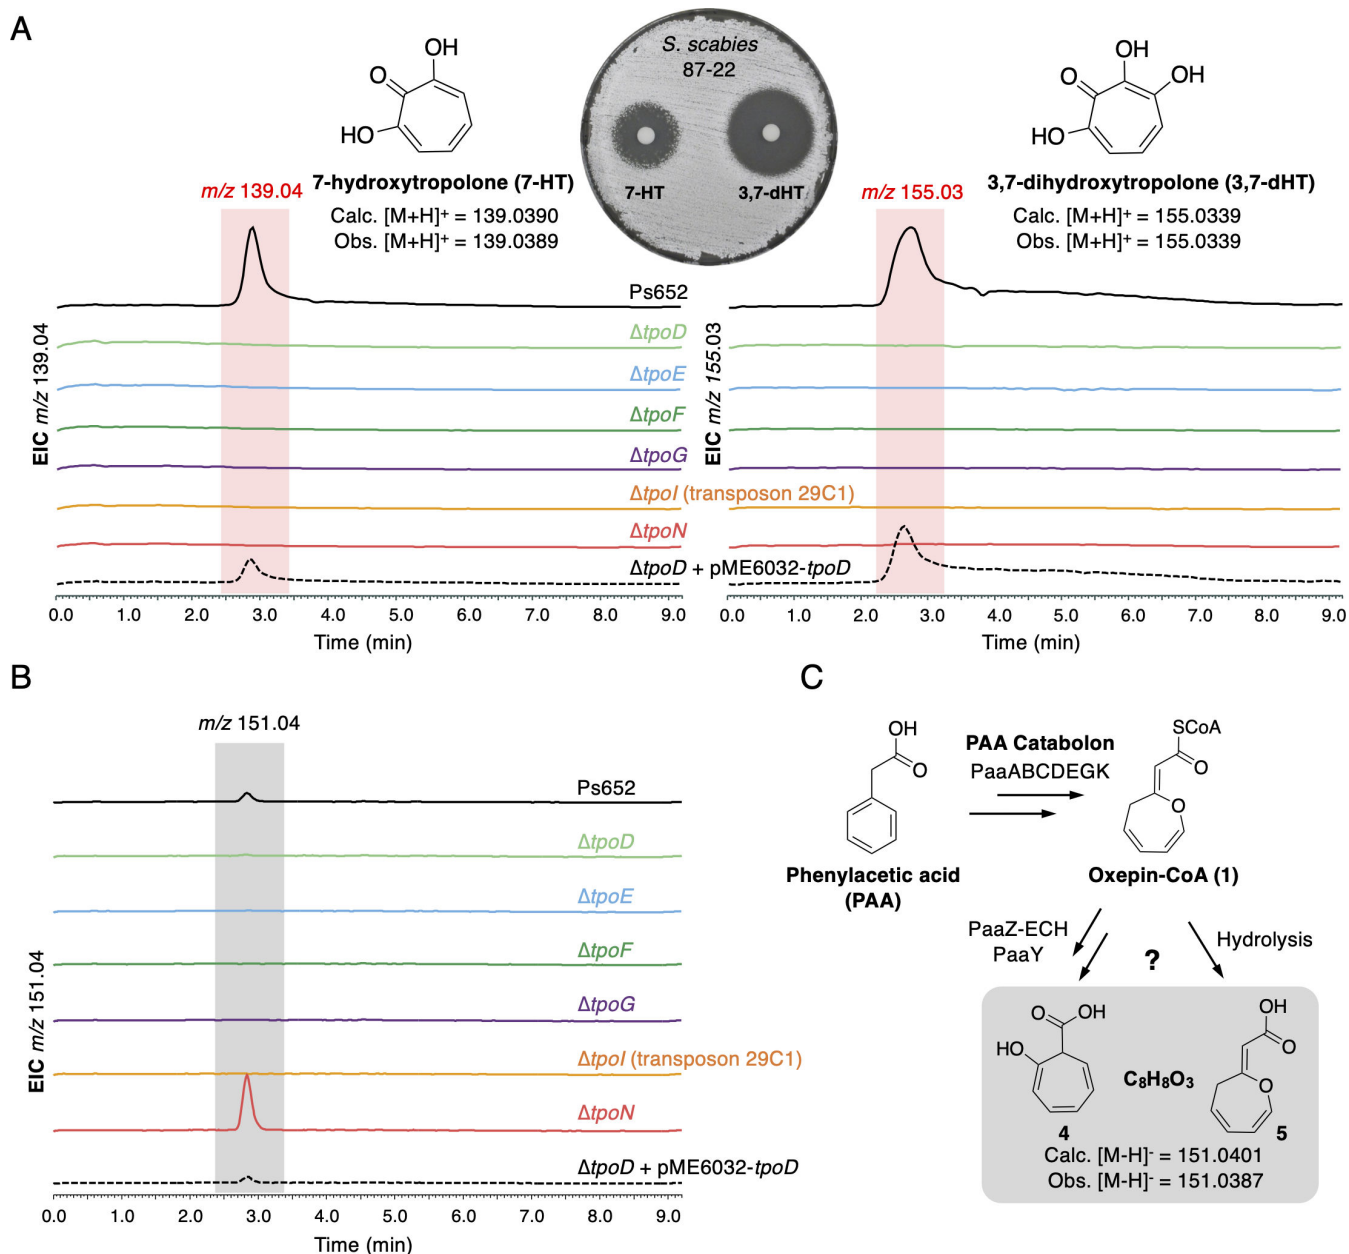 A
OH
O
HO
7-hydroxytropolone (7-HT)
m/z 139.04
Calc. [M+H]⁺ = 139.0390
Obs. [M+H]⁺ = 139.0389
S. scabies
87-22
7-HT
3,7-dHT
OH
O
OH
HO
3,7-dihydroxytropolone (3,7-dHT)
m/z 155.03
Calc. [M+H]⁺ = 155.0339
Obs. [M+H]⁺ = 155.0339
EIC m/z 139.04
Ps652
ΔtpoD
ΔtpoE
ΔtpoF
ΔtpoG
ΔtpoI (transposon 29C1)
ΔtpoN
ΔtpoD + pME6032-tpoD
EIC m/z 155.03
0.0 1.0 2.0 3.0 4.0 5.0 6.0 7.0 8.0 9.0
Time (min)
0.0 1.0 2.0 3.0 4.0 5.0 6.0 7.0 8.0 9.0
Time (min)
B
m/z 151.04
EIC m/z 151.04
Ps652
ΔtpoD
ΔtpoE
ΔtpoF
ΔtpoG
ΔtpoI (transposon 29C1)
ΔtpoN
ΔtpoD + pME6032-tpoD
0.0 1.0 2.0 3.0 4.0 5.0 6.0 7.0 8.0 9.0
Time (min)
C
OH
O
Phenylacetic acid
(PAA)
PAA Catabolon
PaaABCDEGK
SCoA
O
O
Oxepin-CoA (1)
PaaZ-ECH
PaaY
?
Hydrolysis
O
OH
HO
4
C₈H₈O₃
OH
O
O
5
Calc. [M-H]⁻ = 151.0401
Obs. [M-H]⁻ = 151.0387